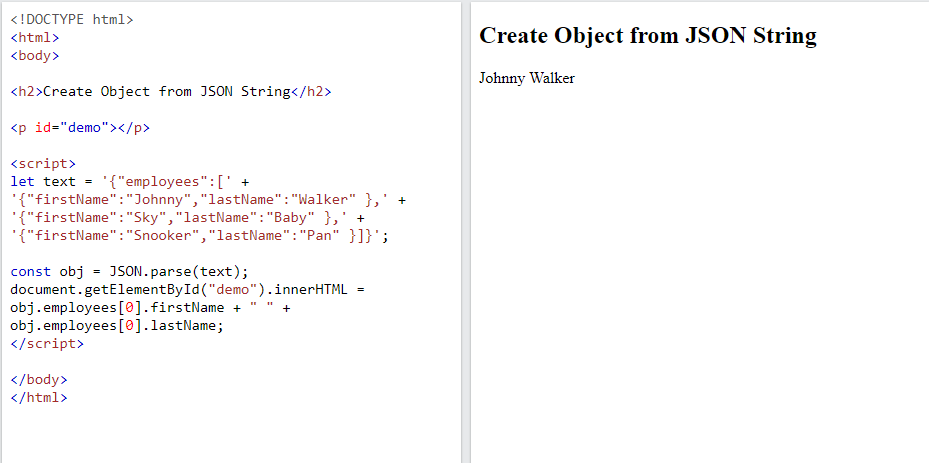 <!DOCTYPE html>
<html>
<body>
<h2>Create Object from JSON String</h2>
<p id="demo"></p>
<script>
let text = '{"employees":[' +
'{"firstName":"Johnny","lastName":"Walker" },' +
'{"firstName":"Sky","lastName":"Baby" },' +
'{"firstName":"Snooker","lastName":"Pan" }]}';
const obj = JSON.parse(text);
document.getElementById("demo").innerHTML =
obj.employees[0].firstName + " " +
obj.employees[0].lastName;
</script>
</body>
</html>
Create Object from JSON String
Johnny Walker